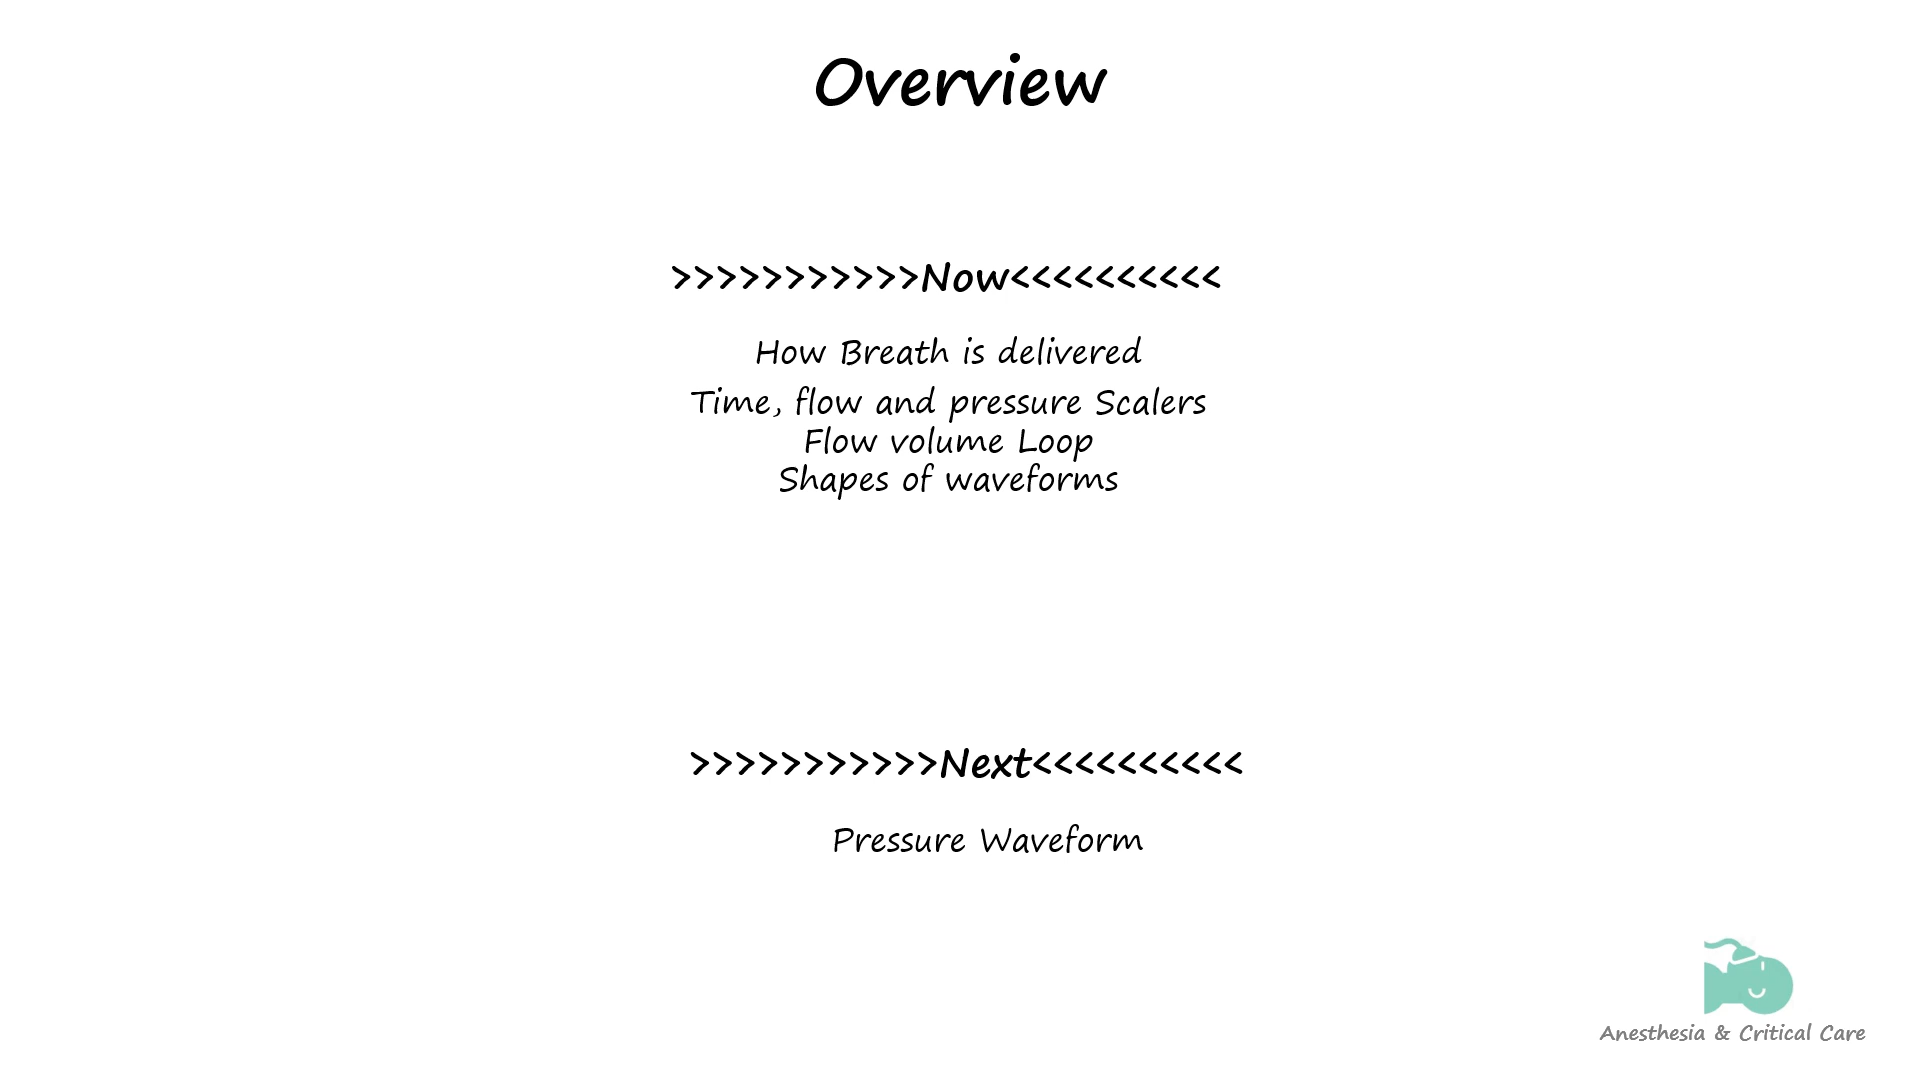 Overview
>>>>>>>>>>>Now<<<<<<<<<<
How Breath is delivered
Time, flow and pressure Scalers
Flow volume Loop
Shapes of waveforms
>>>>>>>>>>>Next<<<<<<<<<<
Pressure Waveform
Anesthesia & Critical Care